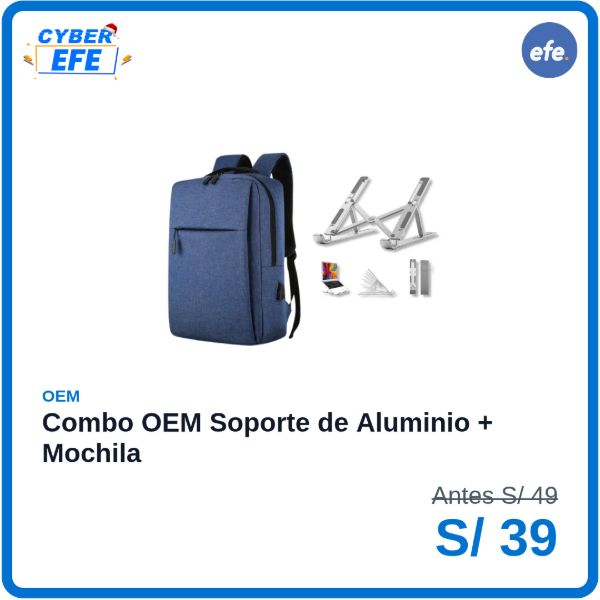 CYBER
EFE
efe.
OEM
Combo OEM Soporte de Aluminio +
Mochila
Antes S/ 49
S/ 39